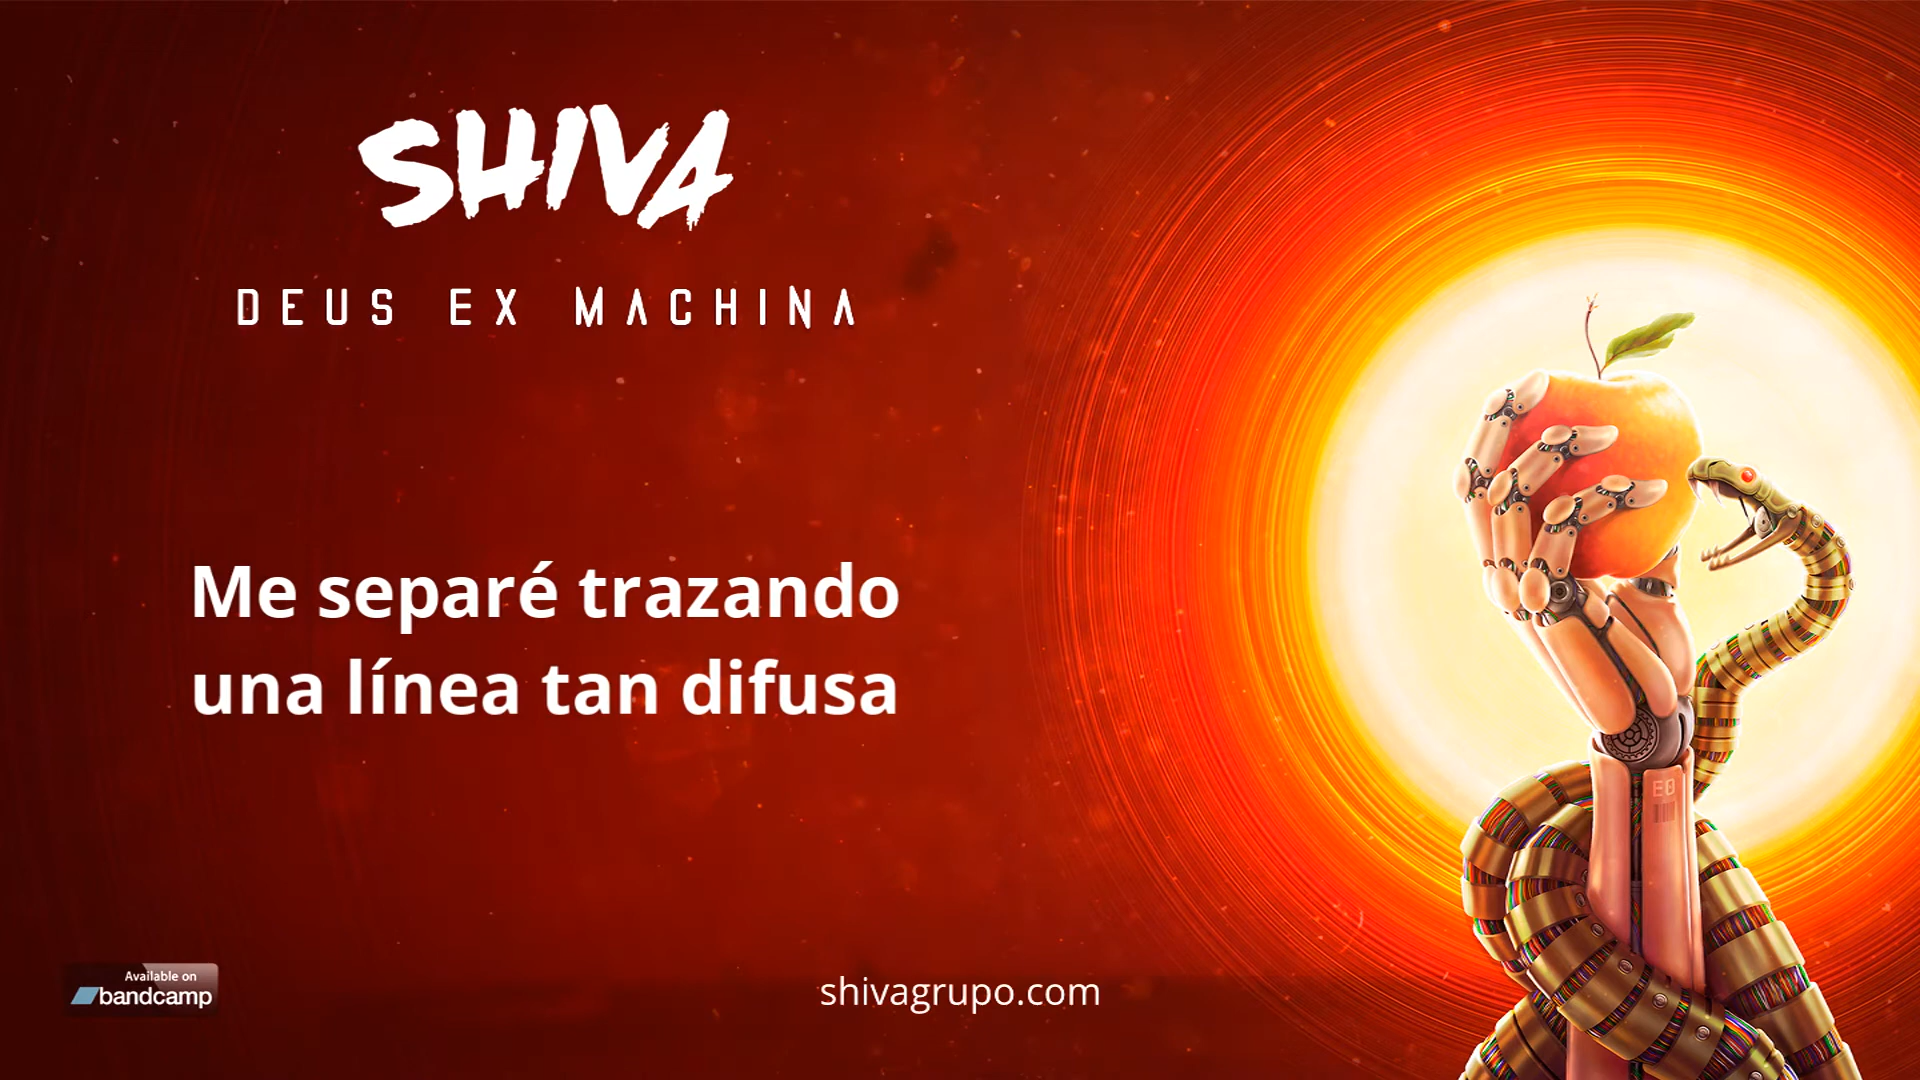 SHIVA
DEUS EX MACHINA
Me separé trazando
una línea tan difusa
Available on
bandcamp
shivagrupo.com